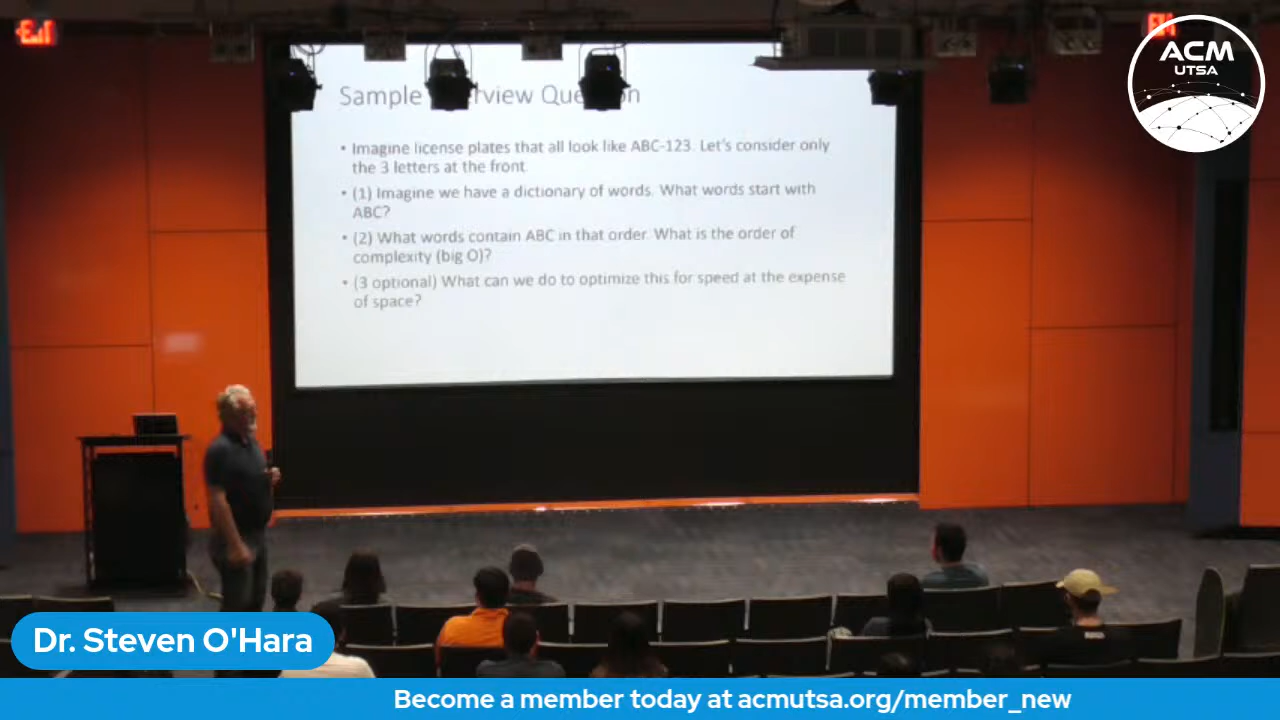 EXIT
EXIT
ACM
UTSA
Sample
• Imagine license plates that all look like ABC-123. Let's consider only
the 3 letters at the front.
• (1) Imagine we have a dictionary of words. What words start with
ABC?
• (2) What words contain ABC in that order. What is the order of
complexity (big O)?
• (3 optional) What can we do to optimize this for speed at the expense
of space?
Dr. Steven O'Hara
Become a member today at acmutsa.org/member_new